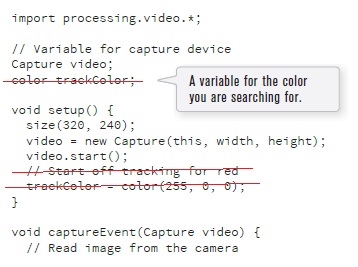 import processing.video.*;
// Variable for capture device
Capture video;
color trackColor;
A variable for the color
you are searching for.
void setup() {
size(320, 240);
video = new Capture(this, width, height);
video.start();
// Start off tracking for red
trackColor = color(255, 0, 0);
}
void captureEvent(Capture video) {
// Read image from the camera